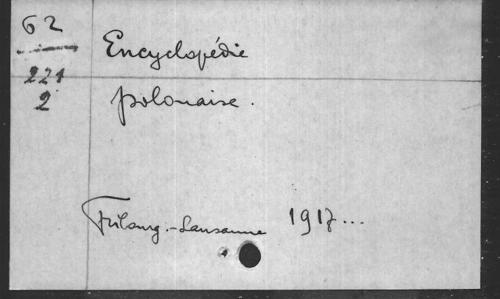 62
221
2
Encyclopédie
polonaise.
Fribourg.-Lausanne 1917...